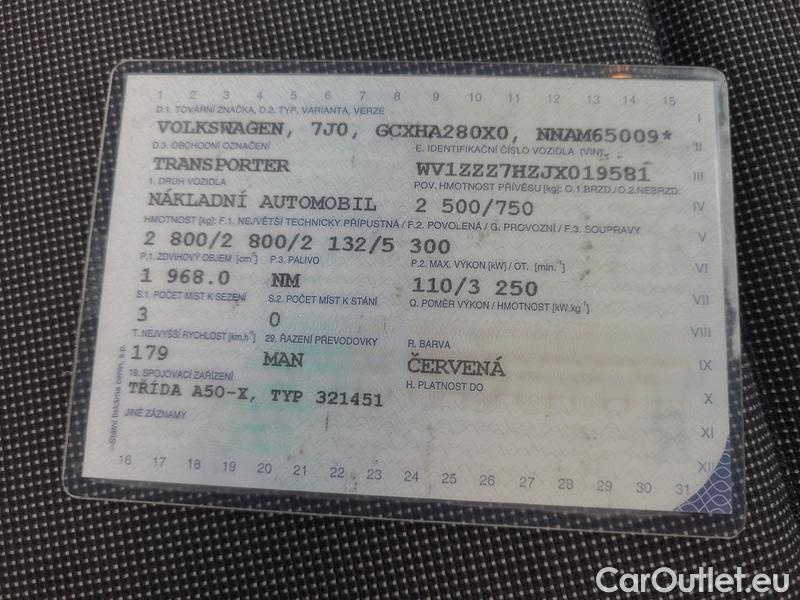 1 2 3 4 5 6 7 8 9 10 11 12 13 14 15
D.1. TOVÁRNÍ ZNAČKA, D.2. TYP, VARIANTA, VERZE
I
VOLKSWAGEN, 7J0, GCXHA280X0, NNAM65009*
D.3. OBCHODNÍ OZNAČENÍ E. IDENTIFIKAČNÍ ČÍSLO VOZIDLA (VIN)
II
TRANSPORTER WV1ZZZ7HZJX019581
III
1. DRUH VOZIDLA POV. HMOTNOST PŘÍVĚSU [kg]: O.1 BRZD./O.2 NEBRZD.
NÁKLADNÍ AUTOMOBIL 2 500/750
IV
HMOTNOST [kg]: F.1. NEJVĚTŠÍ TECHNICKY PŘÍPUSTNÁ / F.2. POVOLENÁ / G. PROVOZNÍ / F.3. SOUPRAVY
2 800/2 800/2 132/5 300
V
P.1. ZDVIHOVÝ OBJEM [cm³] P.3. PALIVO P.2. MAX. VÝKON [kW] / OT. [min.⁻¹]
VI
1 968.0 NM 110/3 250
S.1. POČET MÍST K SEZENÍ S.2. POČET MÍST K STÁNÍ Q. POMĚR VÝKON / HMOTNOST [kW.kg⁻¹]
VII
3 0
T. NEJVYŠŠÍ RYCHLOST [km.h⁻¹] 29. ŘAZENÍ PŘEVODOVKY R. BARVA
VIII
179 MAN ČERVENÁ
IX
19. SPOJOVACÍ ZAŘÍZENÍ H. PLATNOST DO
TŘÍDA A50-X, TYP 321451
X
JINÉ ZÁZNAMY
XI
XII
16 17 18 19 20 21 22 23 24 25 26 27 28 29 30 31
Státní tiskárna cenin, s.p.
CarOutlet.eu